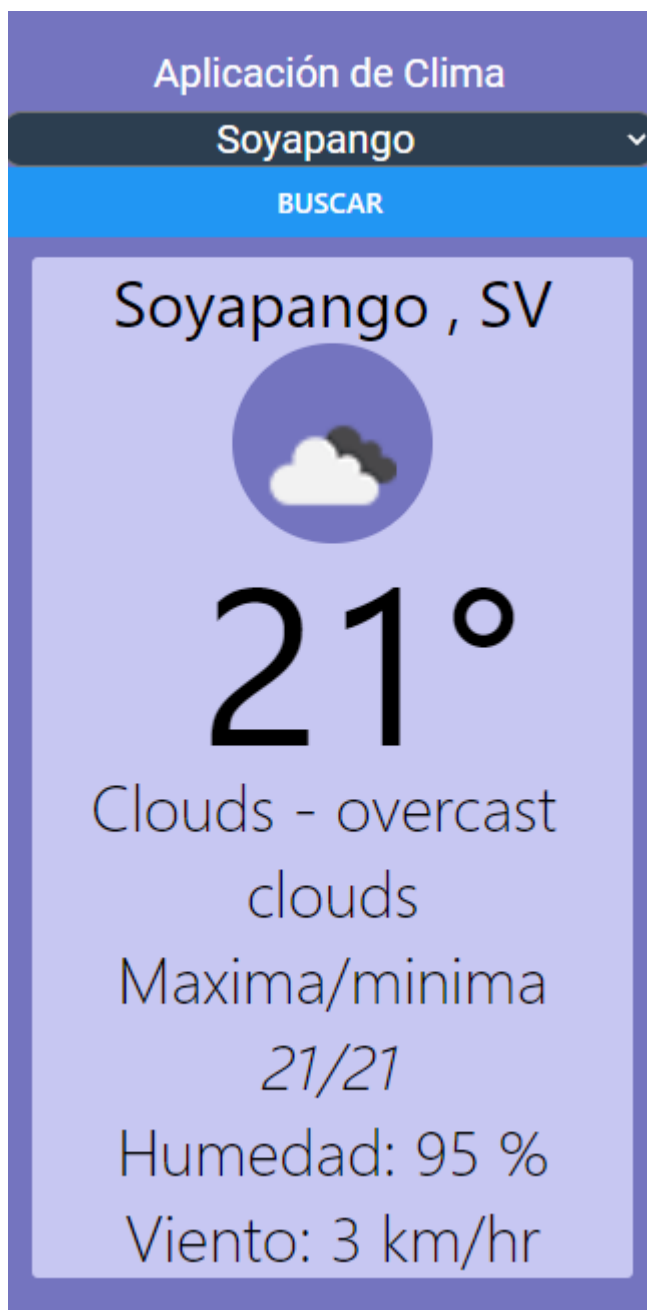 Aplicación de Clima
Soyapango
BUSCAR
Soyapango , SV
21°
Clouds - overcast
clouds
Maxima/minima
21/21
Humedad: 95 %
Viento: 3 km/hr